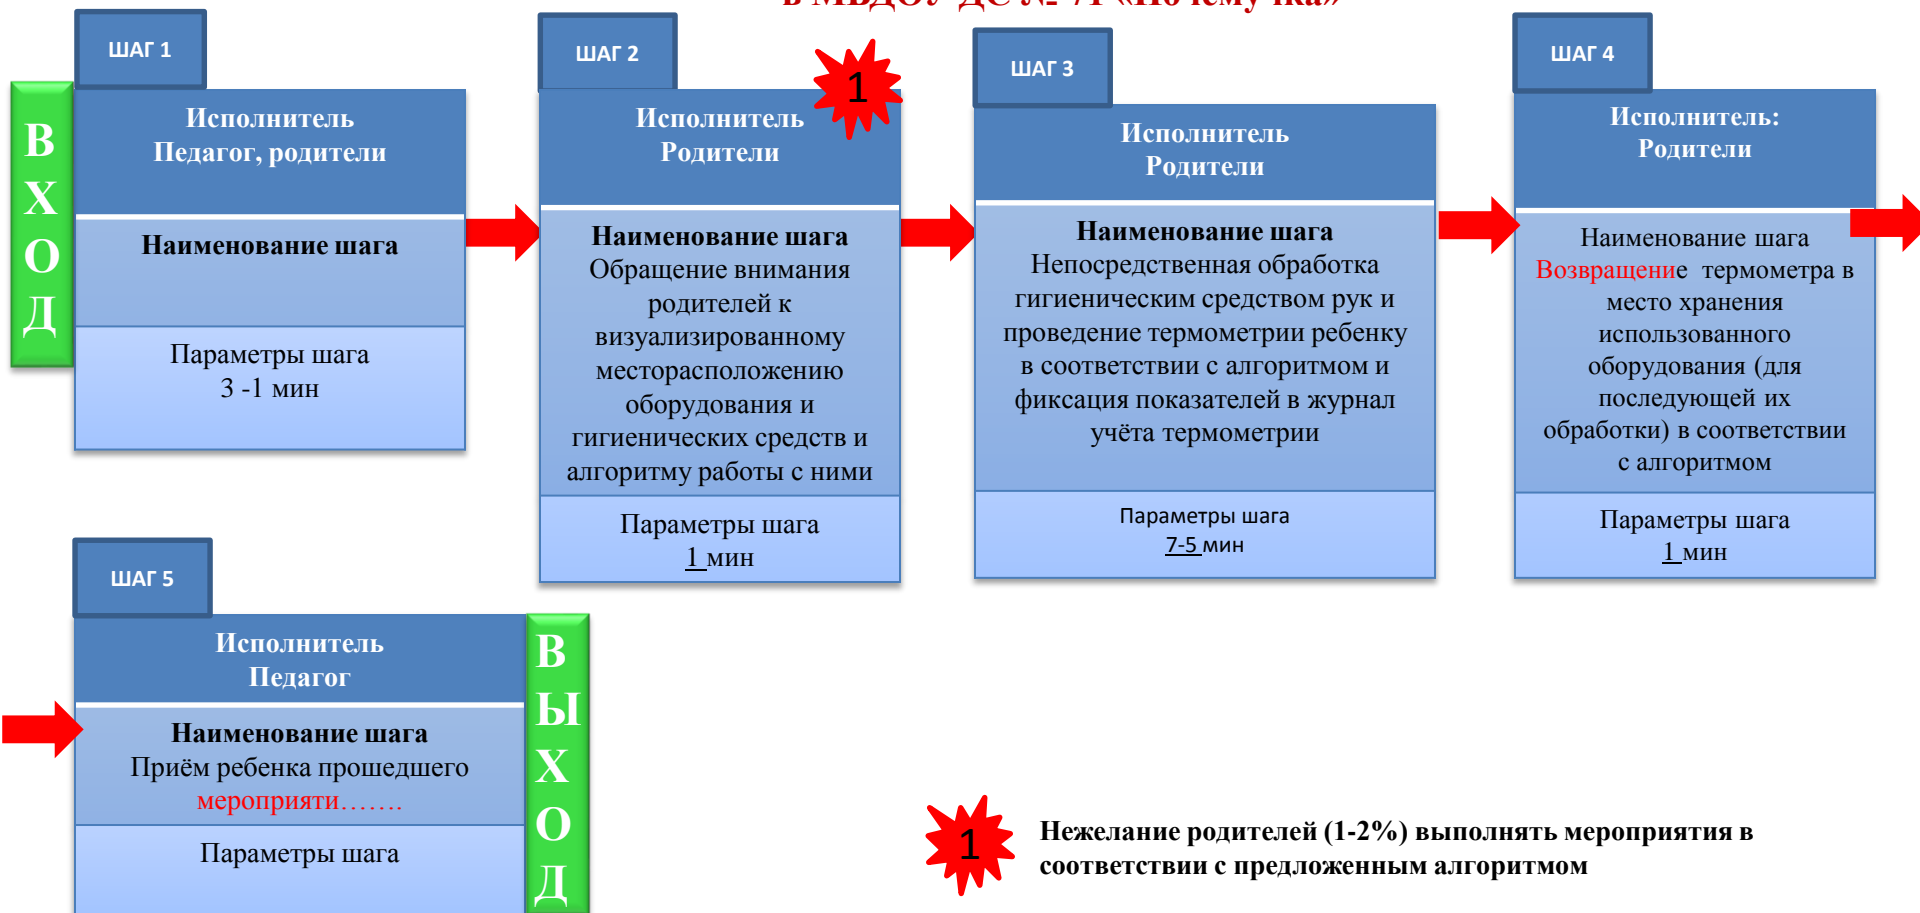 в МБДОУ ДС № 71 «Почемучка»
ШАГ 1
ВХОД
Исполнитель
Педагог, родители
Наименование шага
Параметры шага
3 -1 мин
ШАГ 2
1
Исполнитель
Родители
Наименование шага
Обращение внимания
родителей к
визуализированному
месторасположению
оборудования и
гигиенических средств и
алгоритму работы с ними
Параметры шага
1 мин
ШАГ 3
Исполнитель
Родители
Наименование шага
Непосредственная обработка
гигиеническим средством рук и
проведение термометрии ребенку
в соответствии с алгоритмом и
фиксация показателей в журнал
учёта термометрии
Параметры шага
7-5 мин
ШАГ 4
Исполнитель:
Родители
Наименование шага
Возвращение термометра в
место хранения
использованного
оборудования (для
последующей их
обработки) в соответствии
с алгоритмом
Параметры шага
1 мин
ШАГ 5
Исполнитель
Педагог
Наименование шага
Приём ребенка прошедшего
мероприяти…….
Параметры шага
ВЫХОД
1
Нежелание родителей (1-2%) выполнять мероприятия в
соответствии с предложенным алгоритмом